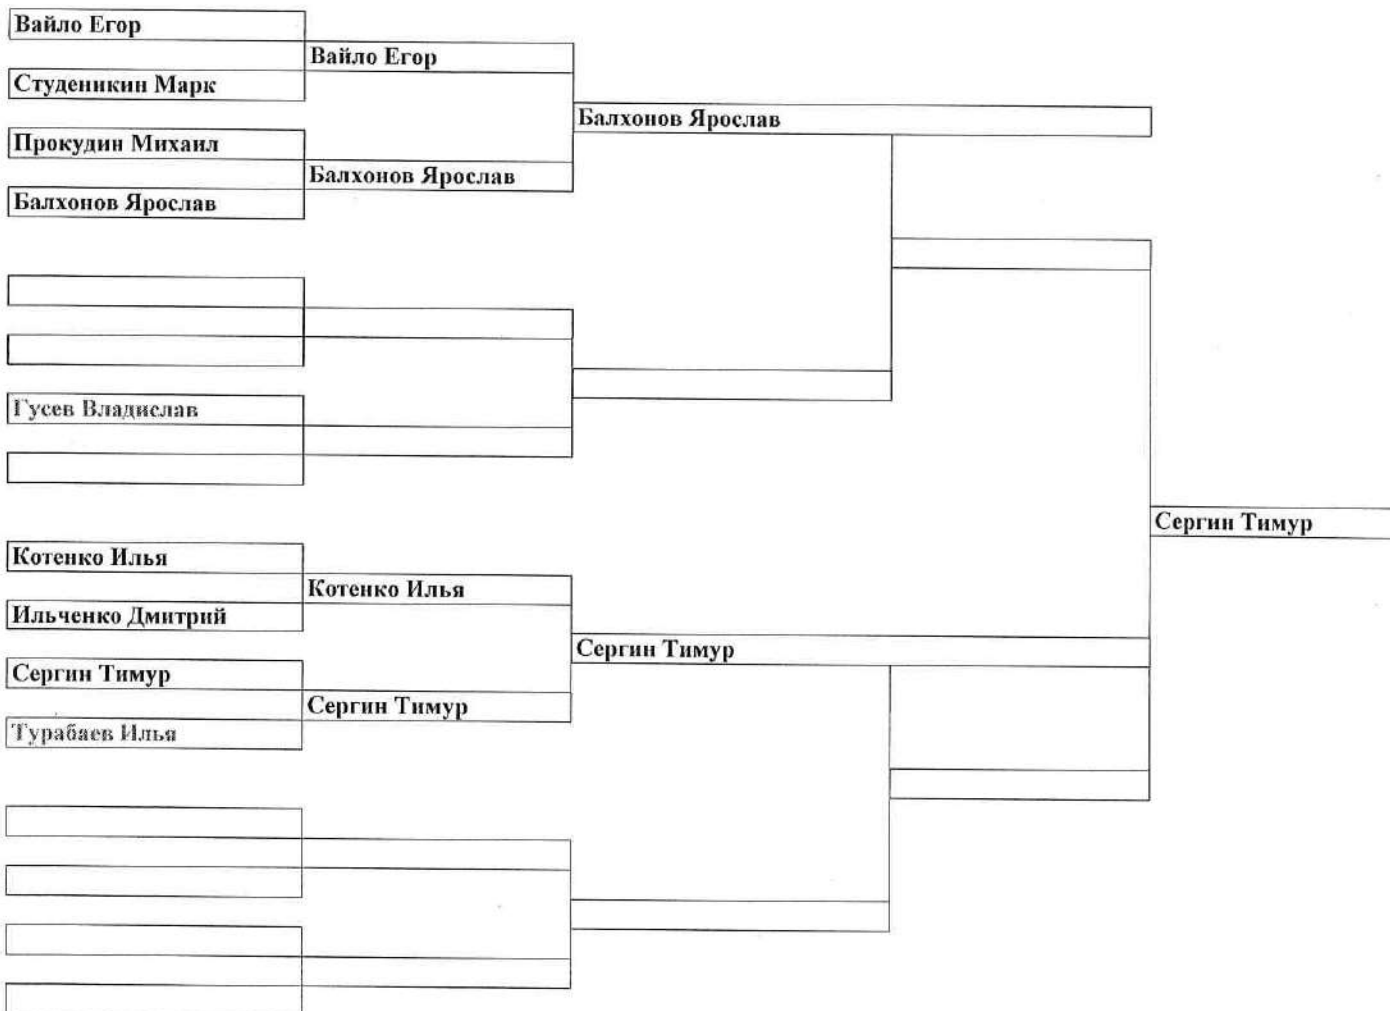 Вайло Егор
Вайло Егор
Студеникин Марк
Балхонов Ярослав
Прокудин Михаил
Балхонов Ярослав
Балхонов Ярослав
Гусев Владислав
Сергин Тимур
Котенко Илья
Котенко Илья
Ильченко Дмитрий
Сергин Тимур
Сергин Тимур
Сергин Тимур
Турабаев Илья